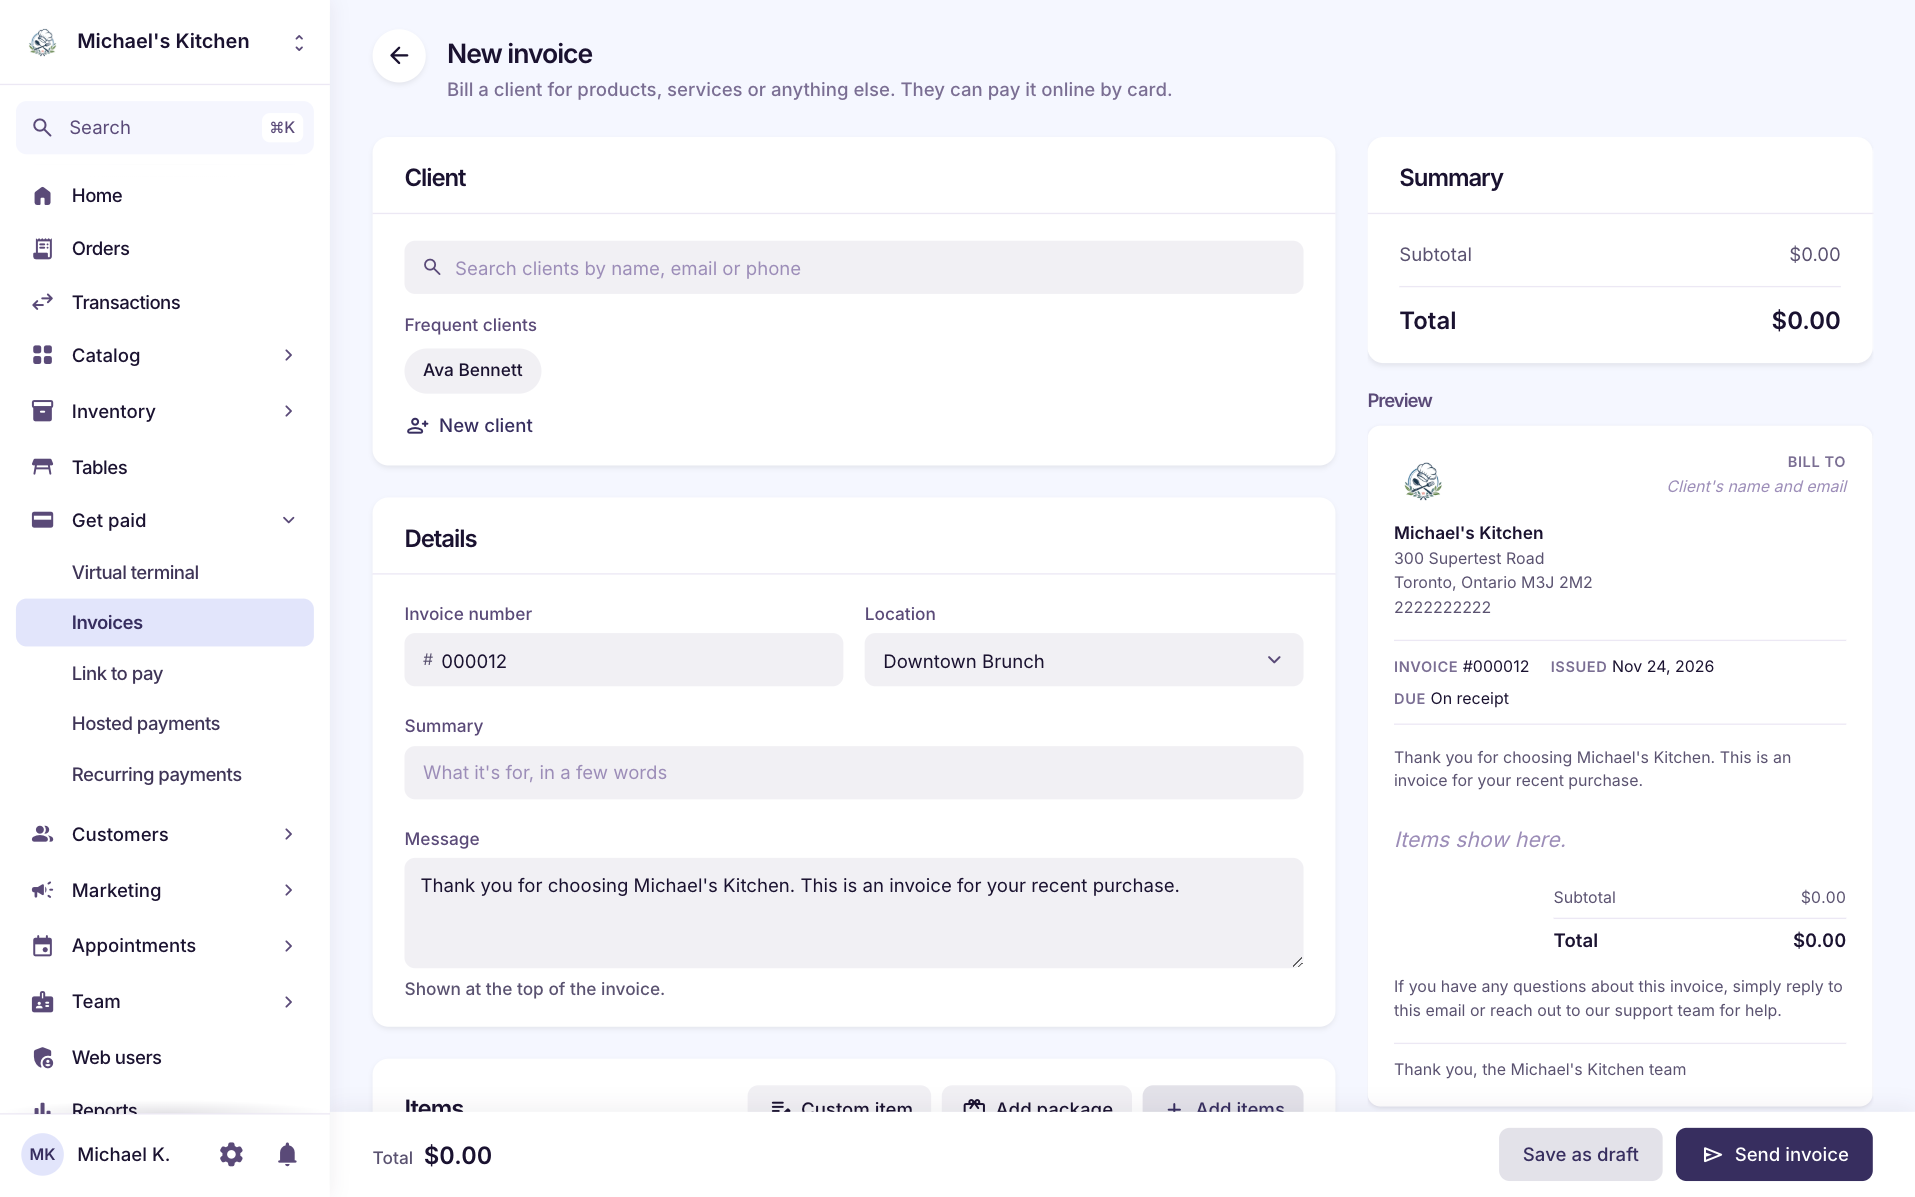 Michael's Kitchen
Search
⌘K
Home
Orders
Transactions
Catalog
Inventory
Tables
Get paid
Virtual terminal
Invoices
Link to pay
Hosted payments
Recurring payments
Customers
Marketing
Appointments
Team
Web users
Reports
MK
Michael K.
New invoice
Bill a client for products, services or anything else. They can pay it online by card.
Client
Search clients by name, email or phone
Frequent clients
Ava Bennett
New client
Details
Invoice number
Location
# 000012
Downtown Brunch
Summary
What it's for, in a few words
Message
Thank you for choosing Michael's Kitchen. This is an invoice for your recent purchase.
Shown at the top of the invoice.
Items
Custom item
Add package
Add items
Summary
Subtotal $0.00
Total $0.00
Preview
BILL TO
Client's name and email
Michael's Kitchen
300 Supertest Road
Toronto, Ontario M3J 2M2
2222222222
INVOICE #000012 ISSUED Nov 24, 2026
DUE On receipt
Thank you for choosing Michael's Kitchen. This is an
invoice for your recent purchase.
Items show here.
Subtotal $0.00
Total $0.00
If you have any questions about this invoice, simply reply to
this email or reach out to our support team for help.
Thank you, the Michael's Kitchen team
Total $0.00
Save as draft
Send invoice